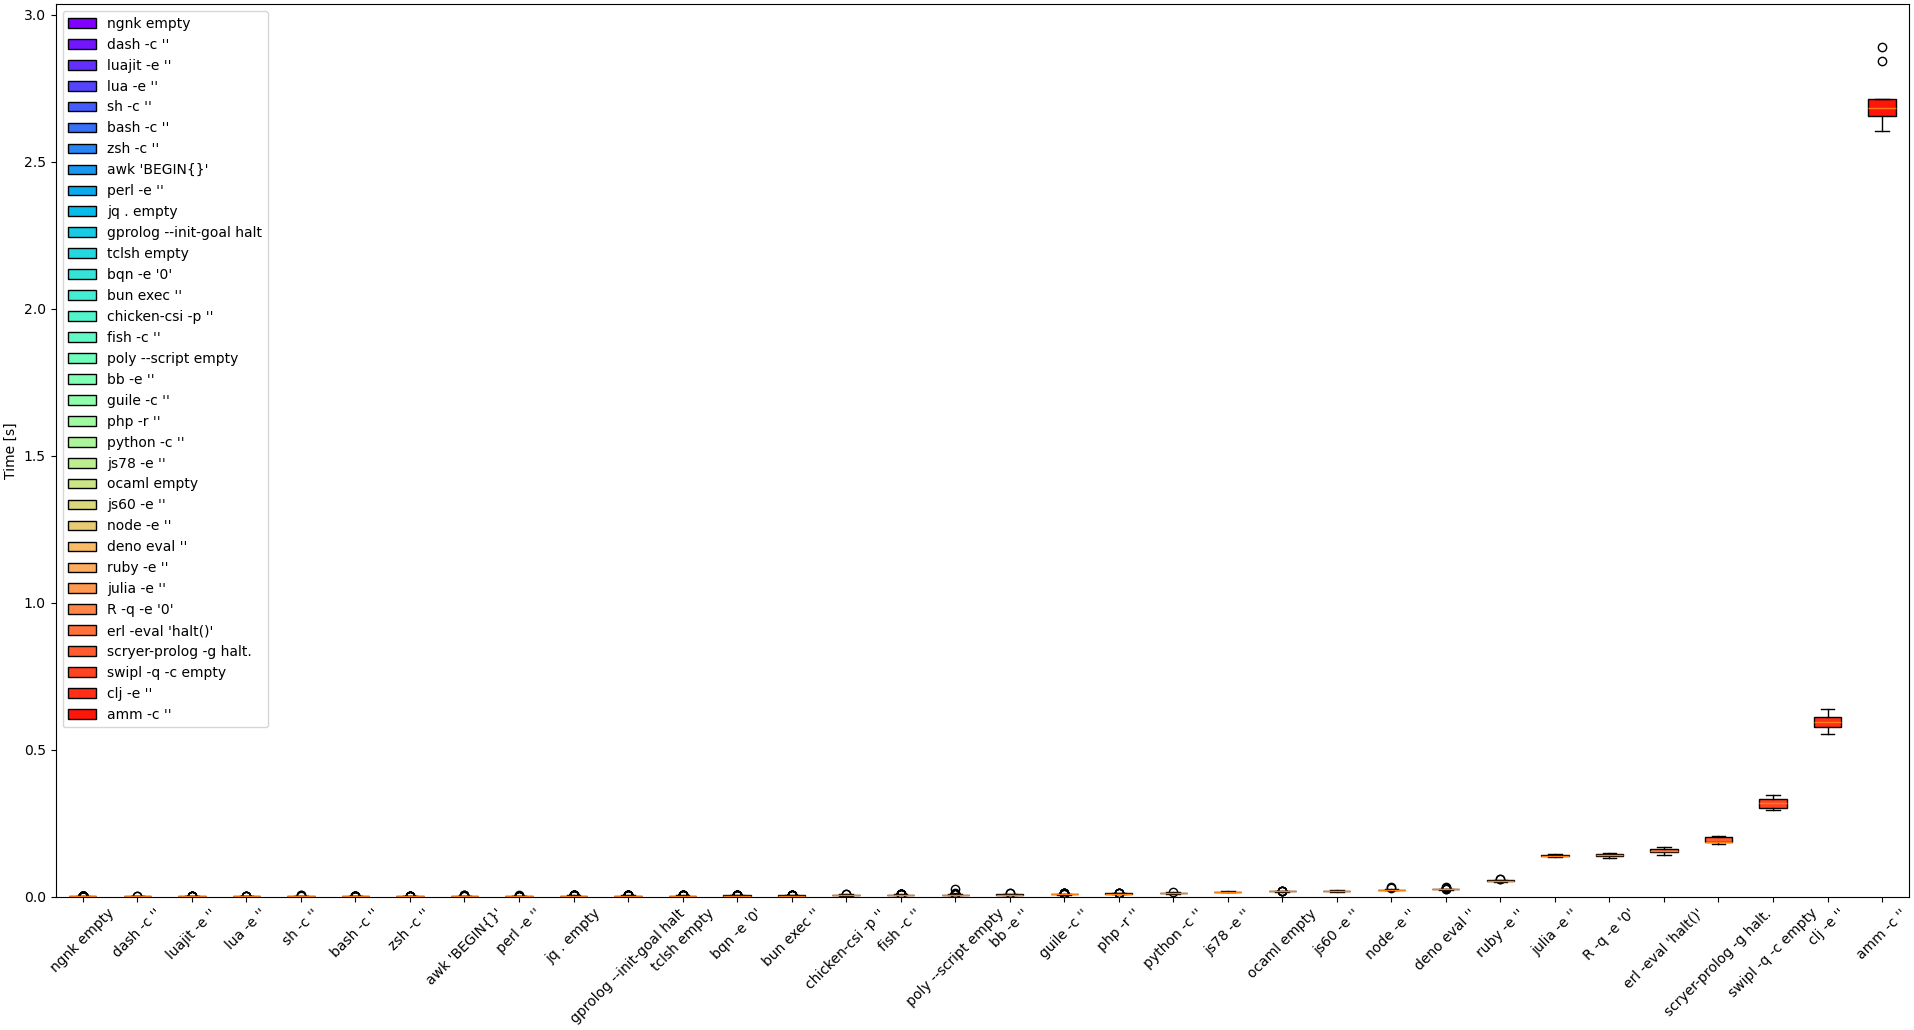 3.0
2.5
2.0
1.5
1.0
0.5
0.0
Time [s]
ngnk empty
dash -c ''
luajit -e ''
lua -e ''
sh -c ''
bash -c ''
zsh -c ''
awk 'BEGIN{}'
perl -e ''
jq . empty
gprolog --init-goal halt
tclsh empty
bqn -e '0'
bun exec ''
chicken-csi -p ''
fish -c ''
poly --script empty
bb -e ''
guile -c ''
php -r ''
python -c ''
js78 -e ''
ocaml empty
js60 -e ''
node -e ''
deno eval ''
ruby -e ''
julia -e ''
R -q -e '0'
erl -eval 'halt()'
scryer-prolog -g halt.
swipl -q -c empty
clj -e ''
amm -c ''
ngnk empty
dash -c ''
luajit -e ''
lua -e ''
sh -c ''
bash -c ''
zsh -c ''
awk 'BEGIN{}'
perl -e ''
jq . empty
gprolog --init-goal halt
tclsh empty
bqn -e '0'
bun exec ''
chicken-csi -p ''
fish -c ''
poly --script empty
bb -e ''
guile -c ''
php -r ''
python -c ''
js78 -e ''
ocaml empty
js60 -e ''
node -e ''
deno eval ''
ruby -e ''
julia -e ''
R -q -e '0'
erl -eval 'halt()'
scryer-prolog -g halt.
swipl -q -c empty
clj -e ''
amm -c ''